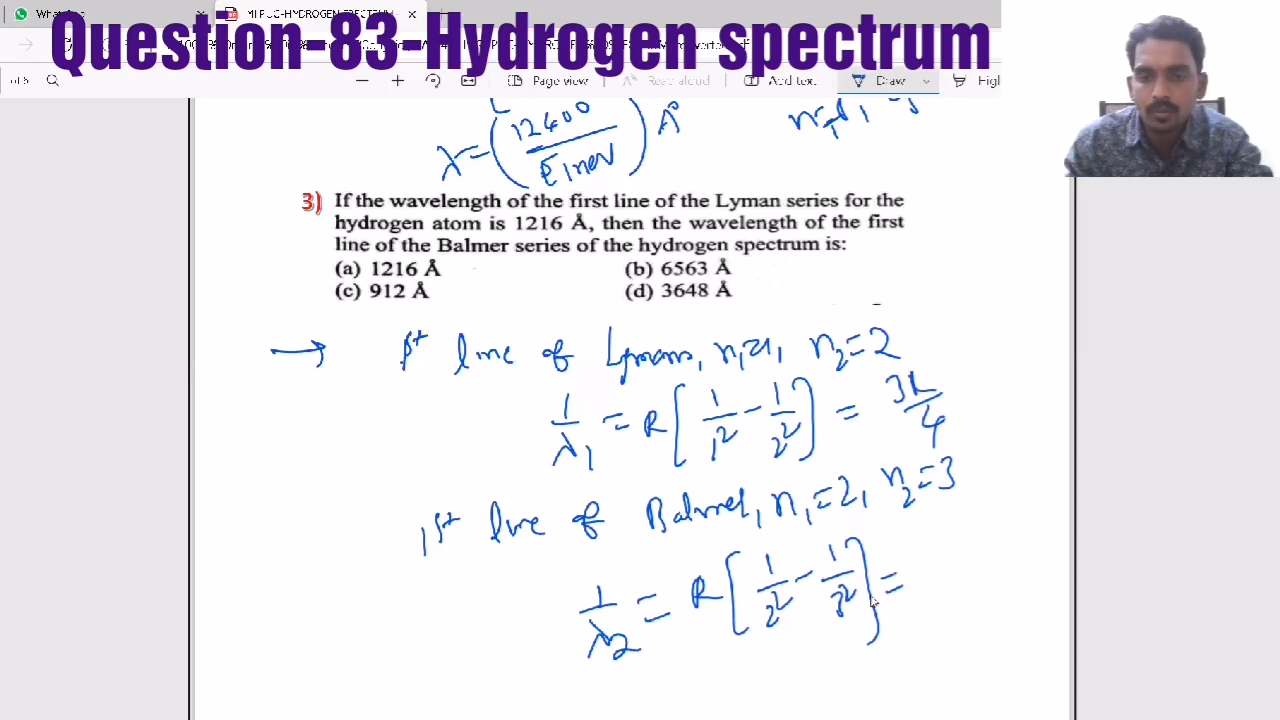 Question-83-Hydrogen spectrum
Page view
Read aloud
Add text
Draw
High
λ = (12400 / E in ev) A°
3) If the wavelength of the first line of the Lyman series for the
hydrogen atom is 1216 Å, then the wavelength of the first
line of the Balmer series of the hydrogen spectrum is:
(a) 1216 Å (b) 6563 Å
(c) 912 Å (d) 3648 Å
→ 1st line of Lyman, n₁=1, n₂=2
1/λ₁ = R[1/1² − 1/2²] = 3R/4
1st line of Balmer, n₁=2, n₂=3
1/λ₂ = R[1/2² − 1/3²] =